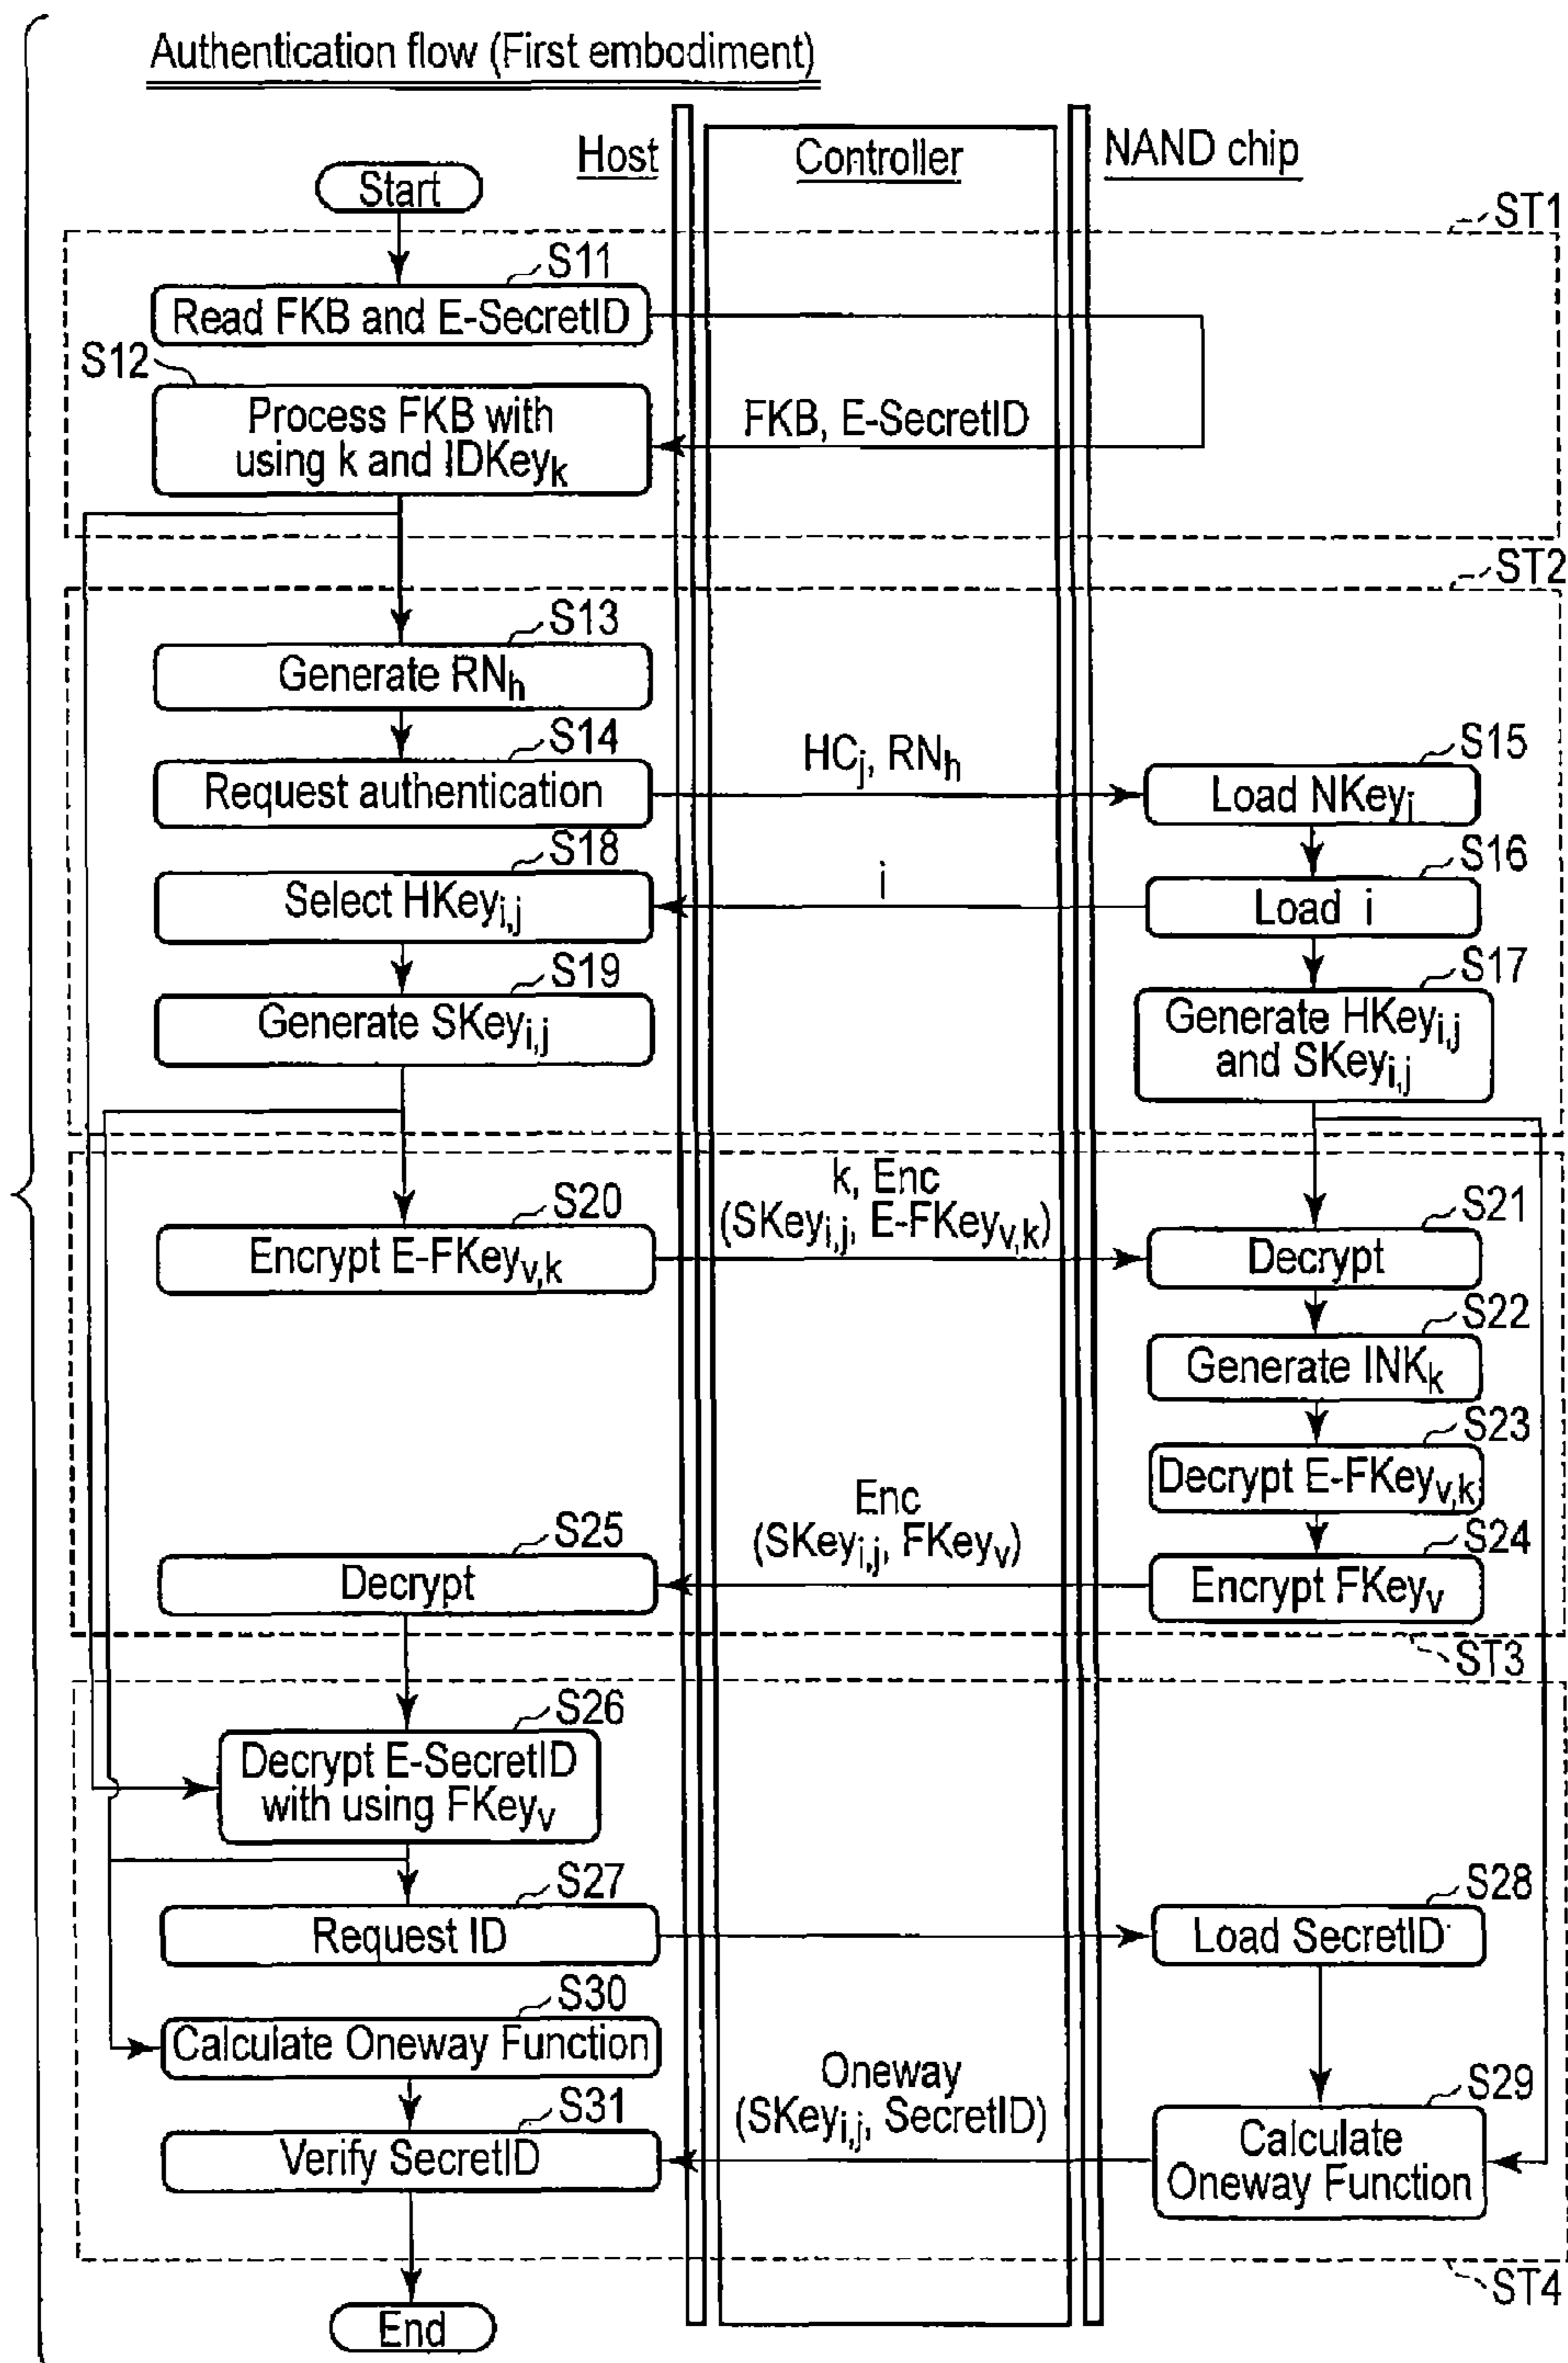 Authentication flow (First embodiment)
Host
Controller
NAND chip
Start
ST1
S11
Read FKB and E-SecretID
S12
Process FKB with
using k and IDKeyk
FKB, E-SecretID
ST2
S13
Generate RNh
S14
Request authentication
HCj, RNh
S15
Load NKeyi
S18
Select HKeyi,j
i
S16
Load i
S19
Generate SKeyi,j
S17
Generate HKeyi,j
and SKeyi,j
S20
Encrypt E-FKeyv,k
k, Enc
(SKeyi,j, E-FKeyv,k)
S21
Decrypt
S22
Generate INKk
S23
Decrypt E-FKeyv,k
S25
Decrypt
Enc
(SKeyi,j, FKeyv)
S24
Encrypt FKeyv
ST3
S26
Decrypt E-SecretID
with using FKeyv
S27
Request ID
S28
Load SecretID
S30
Calculate Oneway Function
S31
Verify SecretID
Oneway
(SKeyi,j, SecretID)
S29
Calculate
Oneway Function
ST4
End